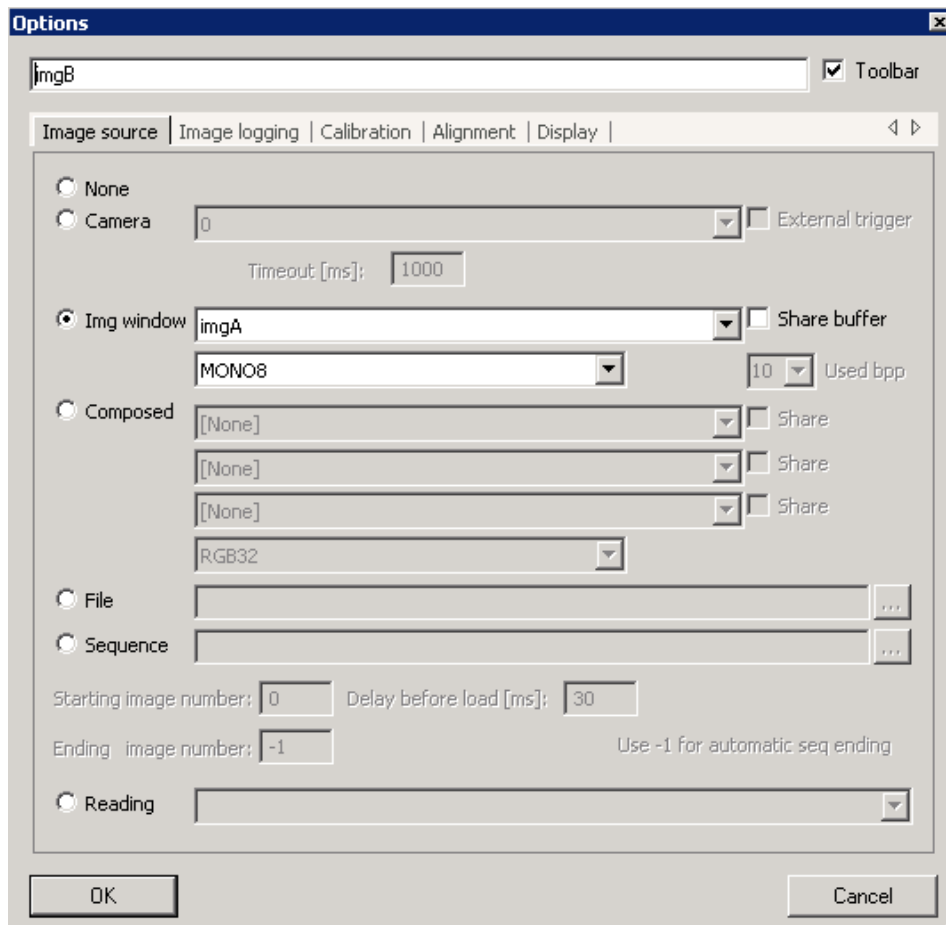 Options
imgB Toolbar
Image source | Image logging | Calibration | Alignment | Display |
None
Camera 0 External trigger
Timeout [ms]: 1000
Img window imgA Share buffer
MONO8 10 Used bpp
Composed [None] Share
[None] Share
[None] Share
RGB32
File ...
Sequence ...
Starting image number: 0 Delay before load [ms]: 30
Ending image number: -1 Use -1 for automatic seq ending
Reading
OK Cancel